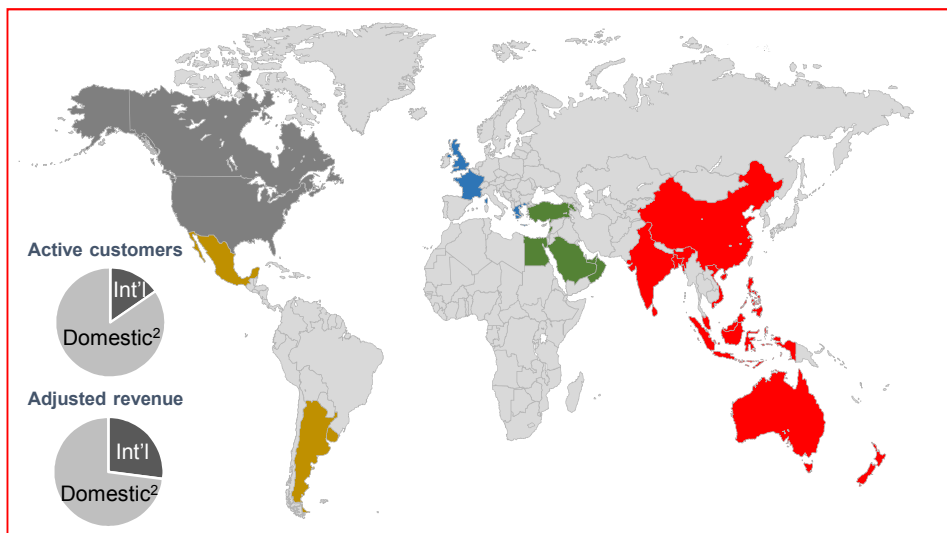 Active customers
Int'l
Domestic²
Adjusted revenue
Int'l
Domestic²